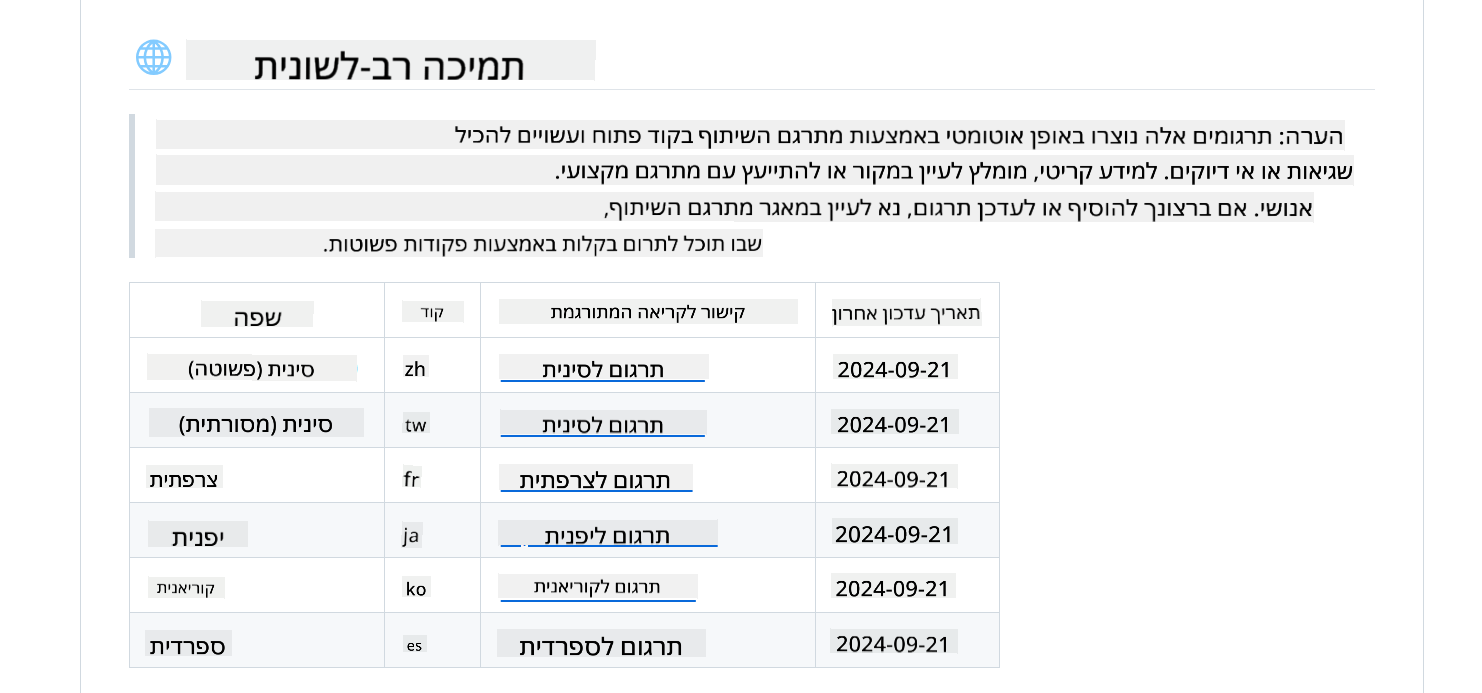 תמיכה רב-לשונית
הערה: תרגומים אלה נוצרו באופן אוטומטי באמצעות מתרגם השיתוף בקוד פתוח ועשויים להכיל
שגיאות או אי דיוקים. למידע קריטי, מומלץ לעיין במקור או להתייעץ עם מתרגם מקצועי.
אנושי. אם ברצונך להוסיף או לעדכן תרגום, נא לעיין במאגר מתרגם השיתוף,
שבו תוכל לתרום בקלות באמצעות פקודות פשוטות.
שפה קוד קישור לקריאה המתורגמת תאריך עדכון אחרון
סינית (פשוטה) zh תרגום לסינית 2024-09-21
סינית (מסורתית) tw תרגום לסינית 2024-09-21
צרפתית fr תרגום לצרפתית 2024-09-21
יפנית ja תרגום ליפנית 2024-09-21
קוריאנית ko תרגום לקוריאנית 2024-09-21
ספרדית es תרגום לספרדית 2024-09-21